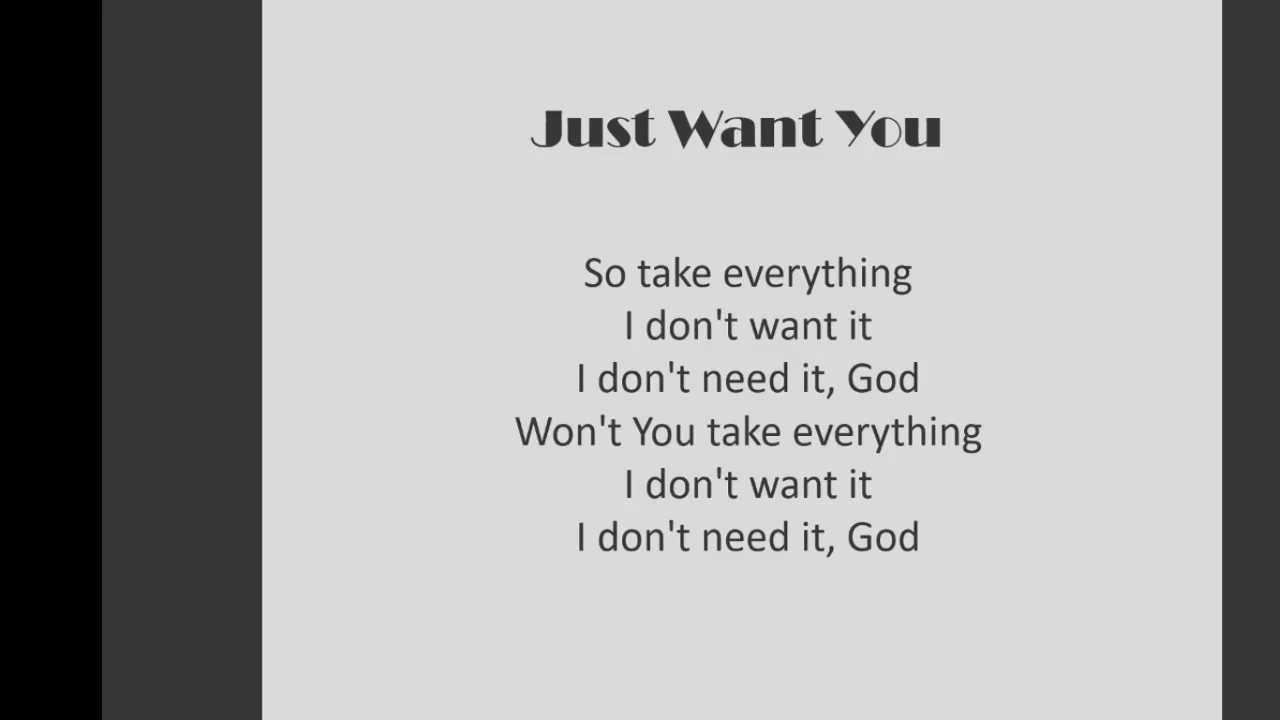 Just Want You
So take everything
I don't want it
I don't need it, God
Won't You take everything
I don't want it
I don't need it, God